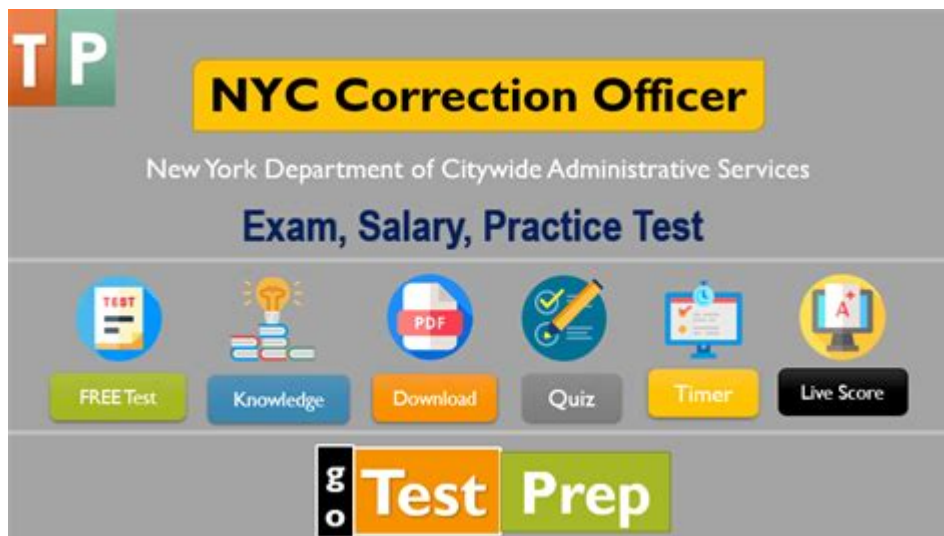 TP
NYC Correction Officer
New York Department of Citywide Administrative Services
Exam, Salary, Practice Test
TEST
PDF
A+
FREE Test
Knowledge
Download
Quiz
Timer
Live Score
go Test Prep